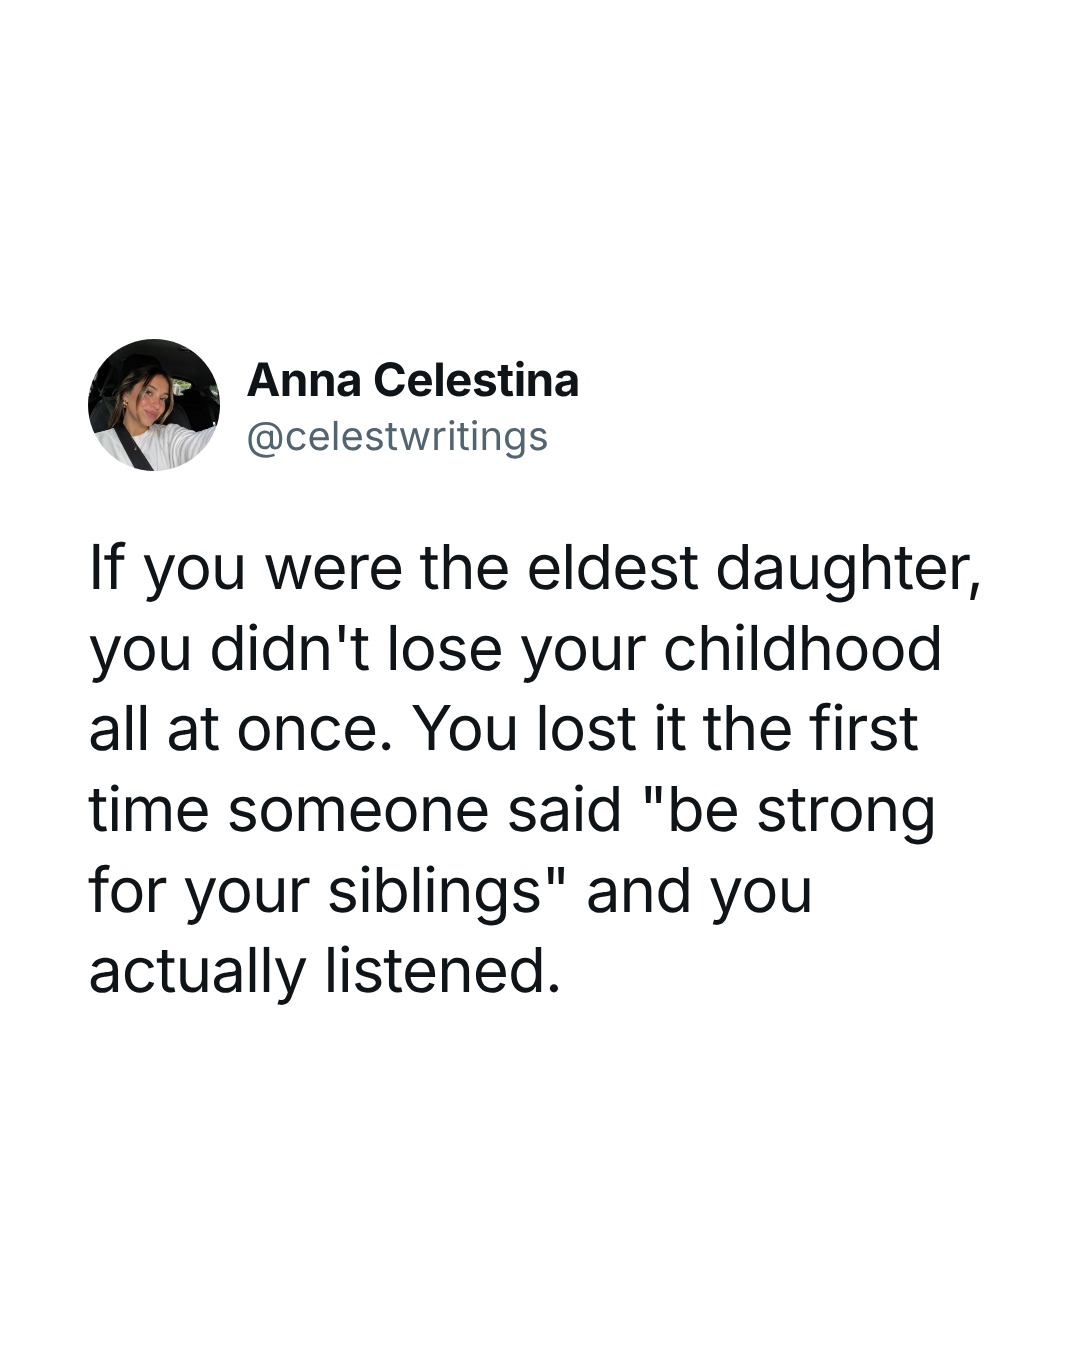 Anna Celestina
@celestwritings
If you were the eldest daughter,
you didn't lose your childhood
all at once. You lost it the first
time someone said "be strong
for your siblings" and you
actually listened.